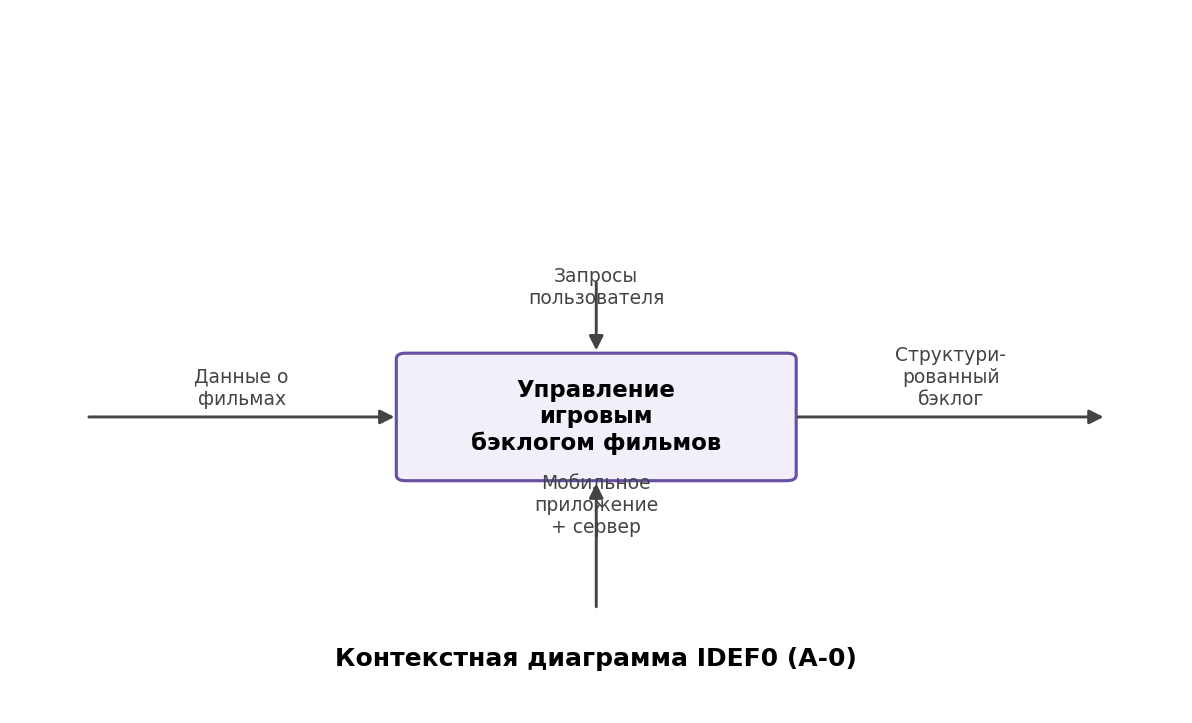 Запросы
пользователя
Данные о
фильмах
Управление
игровым
бэклогом фильмов
Структури-
рованный
бэклог
Мобильное
приложение
+ сервер
Контекстная диаграмма IDEF0 (A-0)